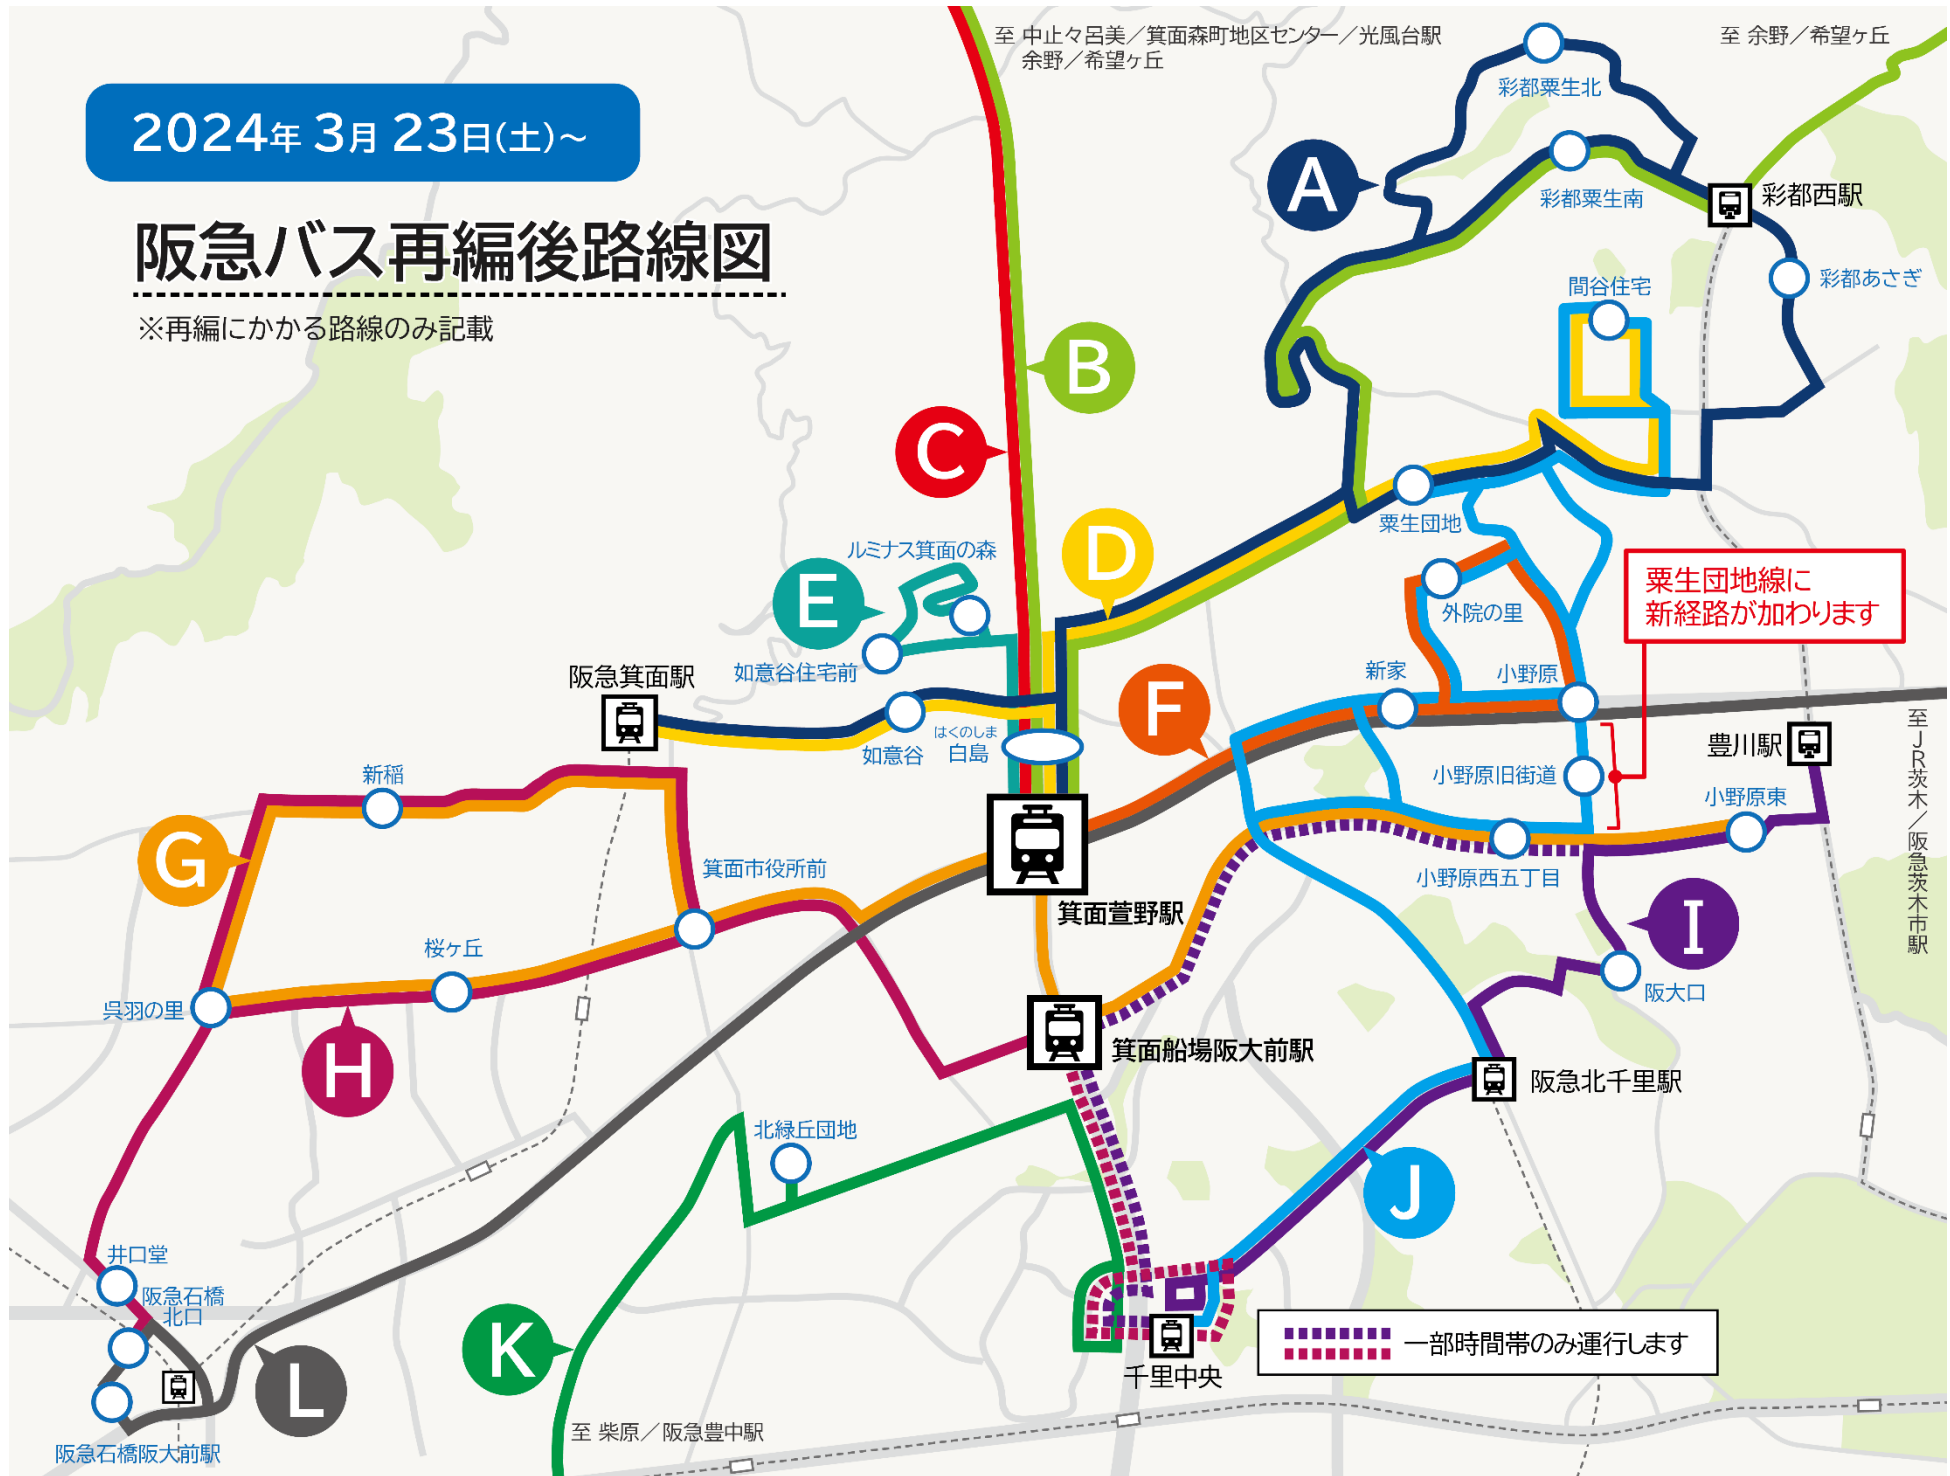 2024年 3月 23日(土)～
阪急バス再編後路線図
※再編にかかる路線のみ記載
至 中止々呂美／箕面森町地区センター／光風台駅
余野／希望ヶ丘
至 余野／希望ヶ丘
彩都粟生北
A
彩都粟生南
彩都西駅
彩都あさぎ
間谷住宅
B
C
粟生団地
D
ルミナス箕面の森
E
如意谷住宅前
粟生団地線に
新経路が加わります
外院の里
阪急箕面駅
新家
小野原
F
如意谷
はくのしま
白島
小野原旧街道
豊川駅
至JR茨木／阪急茨木市駅
新稲
小野原東
G
箕面市役所前
小野原西五丁目
箕面萱野駅
I
桜ヶ丘
呉羽の里
阪大口
H
箕面船場阪大前駅
阪急北千里駅
北緑丘団地
J
井口堂
阪急石橋
北口
K
L
一部時間帯のみ運行します
千里中央
至 柴原／阪急豊中駅
阪急石橋阪大前駅